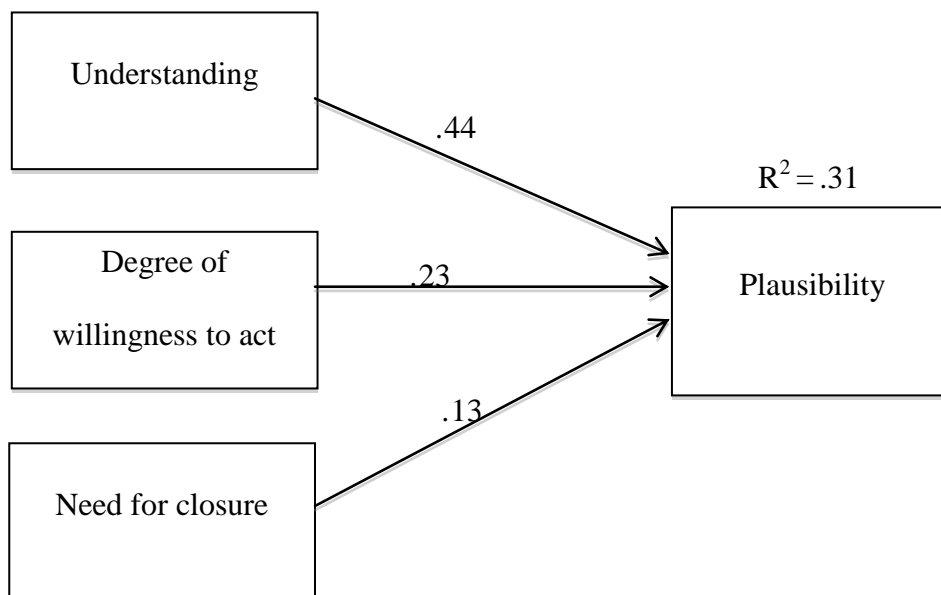 Understanding
.44
R² = .31
Degree of
willingness to act
.23
Plausibility
.13
Need for closure